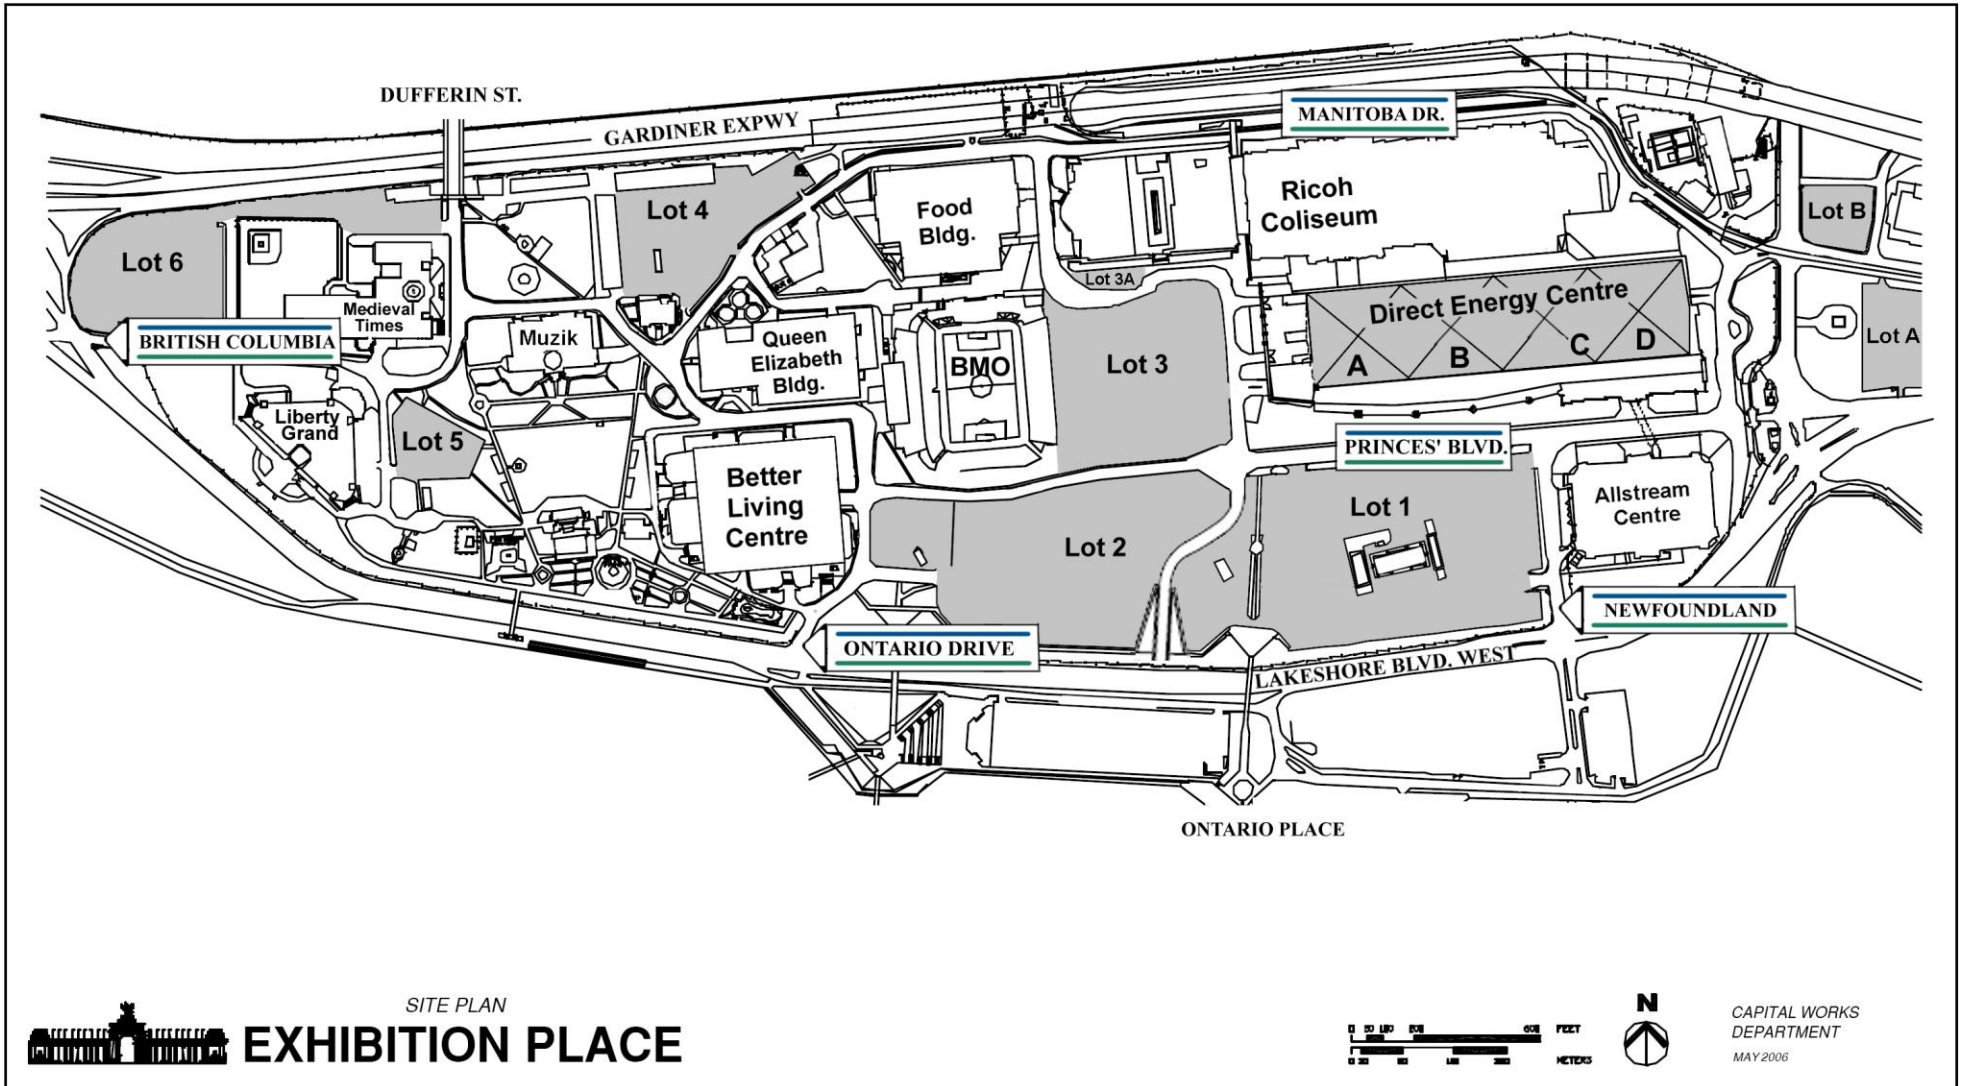 DUFFERIN ST.
GARDINER EXPWY
MANITOBA DR.
Lot 4
Food
Bldg.
Ricoh
Coliseum
Lot B
Lot 6
Lot 3A
Medieval
Times
BRITISH COLUMBIA
Muzik
Queen
Elizabeth
Bldg.
BMO
Lot 3
Direct Energy Centre
A
B
C
D
Lot A
Liberty
Grand
Lot 5
PRINCES' BLVD.
Better
Living
Centre
Lot 2
Lot 1
Allstream
Centre
NEWFOUNDLAND
ONTARIO DRIVE
LAKESHORE BLVD. WEST
ONTARIO PLACE
SITE PLAN
EXHIBITION PLACE
FEET
METERS
N
CAPITAL WORKS
DEPARTMENT
MAY 2006